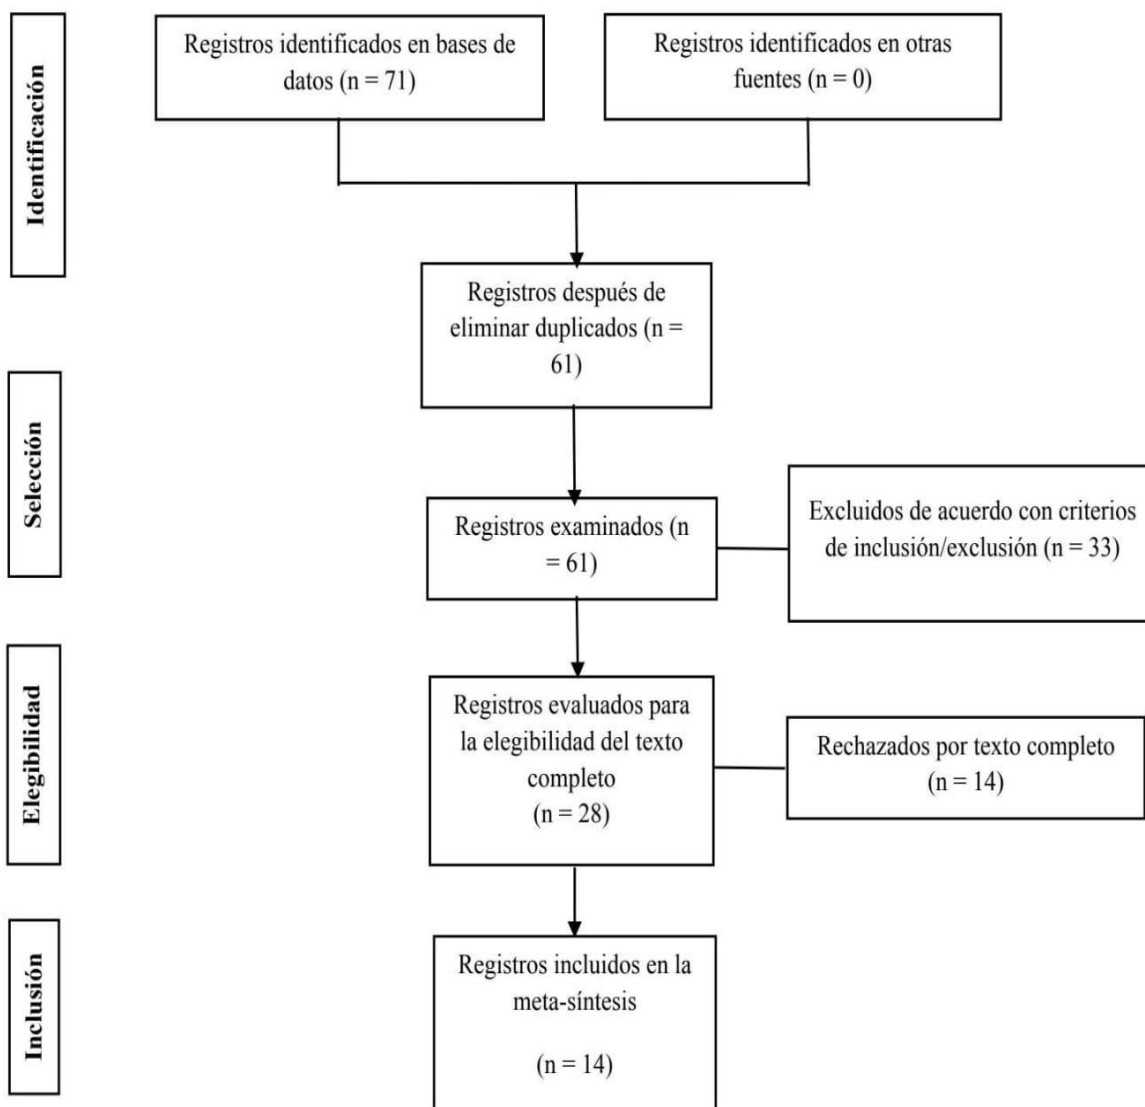 Identificación
Registros identificados en bases de
datos (n = 71)
Registros identificados en otras
fuentes (n = 0)
Registros después de
eliminar duplicados (n =
61)
Selección
Registros examinados (n
= 61)
Excluidos de acuerdo con criterios
de inclusión/exclusión (n = 33)
Elegibilidad
Registros evaluados para
la elegibilidad del texto
completo
(n = 28)
Rechazados por texto completo
(n = 14)
Inclusión
Registros incluidos en la
meta-síntesis
(n = 14)